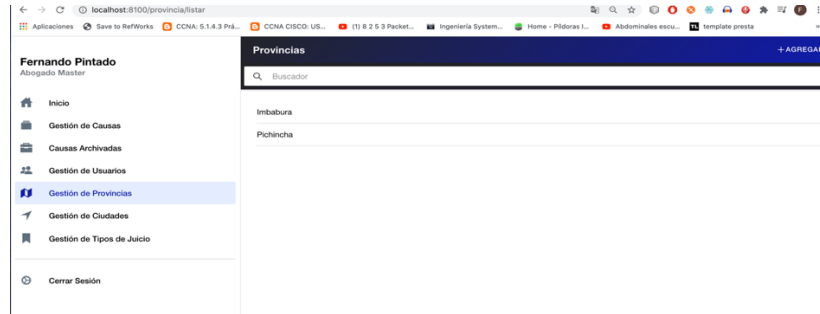 localhost:8100/provincia/listar
Aplicaciones Save to RefWorks CCNA: 5.1.4.3 Prá... CCNA CISCO: US... (1) 8 2 5 3 Packet... Ingeniería System... Home - Píldoras I... Abdominales escu... TL template presta
Fernando Pintado
Abogado Master
Inicio
Gestión de Causas
Causas Archivadas
Gestión de Usuarios
Gestión de Provincias
Gestión de Ciudades
Gestión de Tipos de Juicio
Cerrar Sesión
Provincias
+ AGREGAR
Buscador
Imbabura
Pichincha